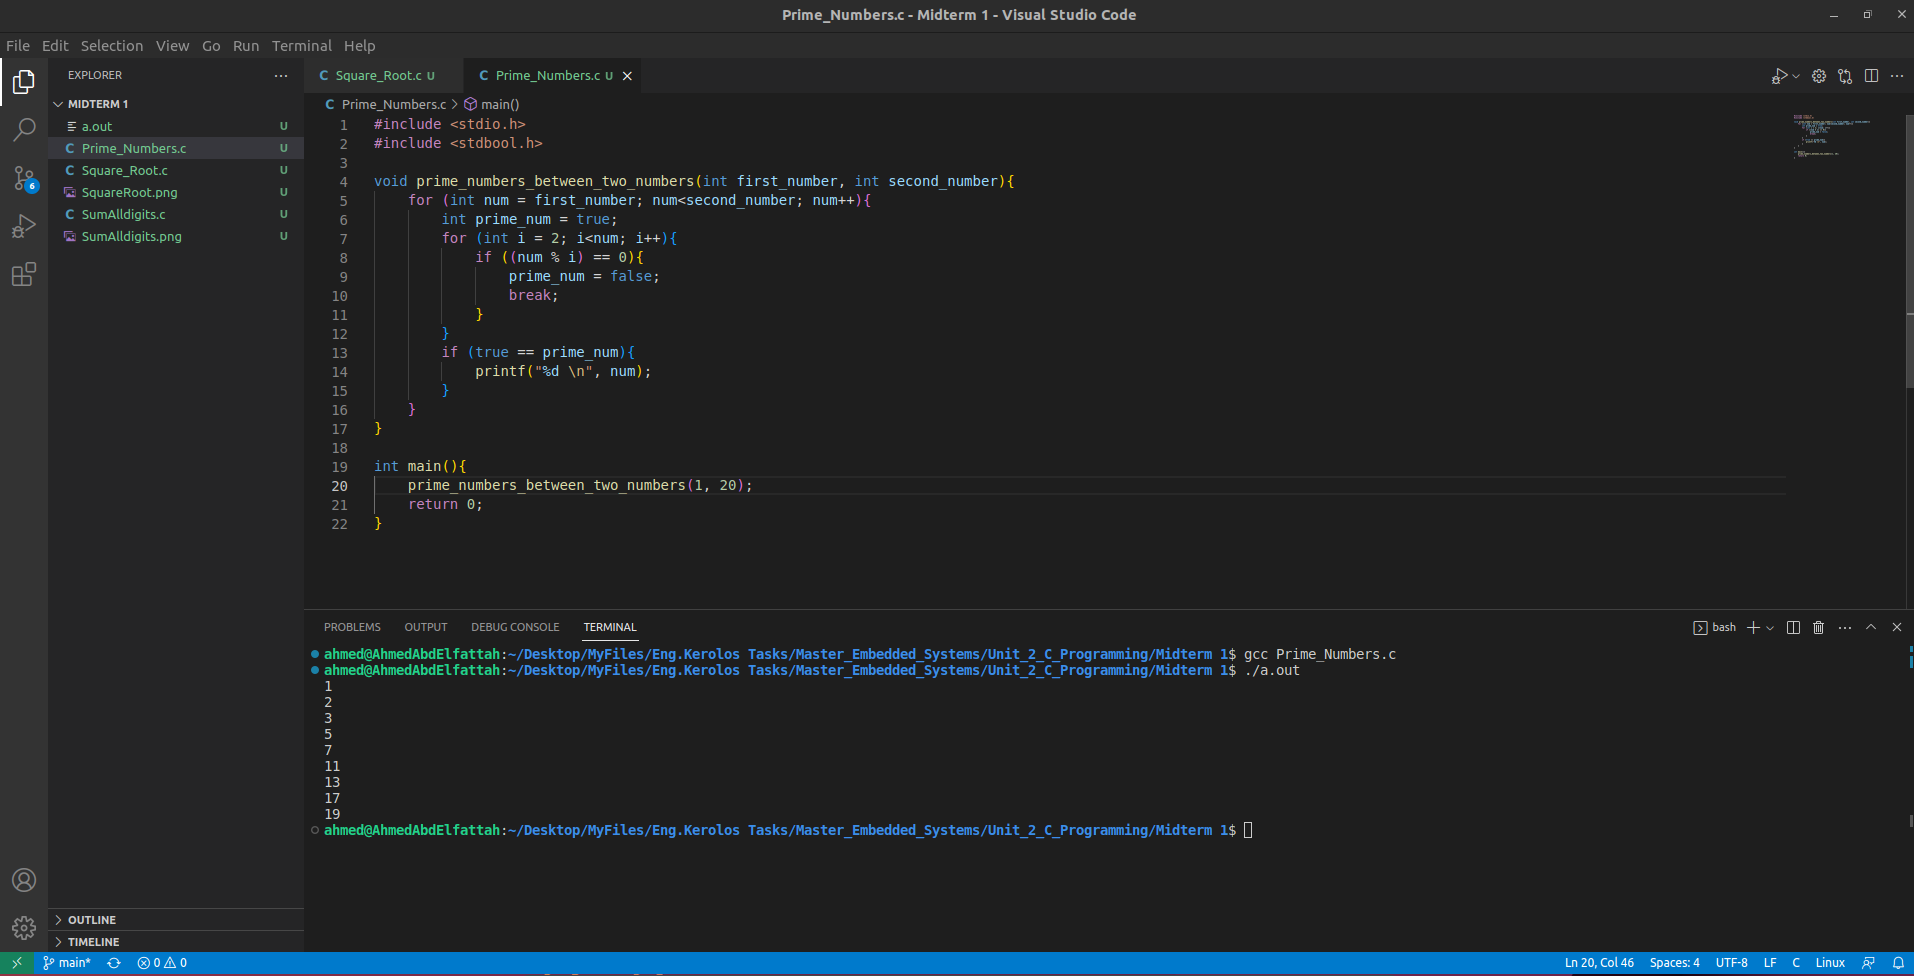 Prime_Numbers.c - Midterm 1 - Visual Studio Code
File Edit Selection View Go Run Terminal Help
EXPLORER
MIDTERM 1
a.out U
Prime_Numbers.c U
Square_Root.c U
SquareRoot.png U
SumAlldigits.c U
SumAlldigits.png U
6
OUTLINE
TIMELINE
C Square_Root.c U
C Prime_Numbers.c U
C Prime_Numbers.c > main()
1 #include <stdio.h>
2 #include <stdbool.h>
3
4 void prime_numbers_between_two_numbers(int first_number, int second_number){
5     for (int num = first_number; num<second_number; num++){
6         int prime_num = true;
7         for (int i = 2; i<num; i++){
8             if ((num % i) == 0){
9                 prime_num = false;
10                 break;
11             }
12         }
13         if (true == prime_num){
14             printf("%d \n", num);
15         }
16     }
17 }
18
19 int main(){
20     prime_numbers_between_two_numbers(1, 20);
21     return 0;
22 }
PROBLEMS OUTPUT DEBUG CONSOLE TERMINAL
bash
ahmed@AhmedAbdElfattah:~/Desktop/MyFiles/Eng.Kerolos Tasks/Master_Embedded_Systems/Unit_2_C_Programming/Midterm 1$ gcc Prime_Numbers.c
ahmed@AhmedAbdElfattah:~/Desktop/MyFiles/Eng.Kerolos Tasks/Master_Embedded_Systems/Unit_2_C_Programming/Midterm 1$ ./a.out
1
2
3
5
7
11
13
17
19
ahmed@AhmedAbdElfattah:~/Desktop/MyFiles/Eng.Kerolos Tasks/Master_Embedded_Systems/Unit_2_C_Programming/Midterm 1$
main* 0 0
Ln 20, Col 46 Spaces: 4 UTF-8 LF C Linux